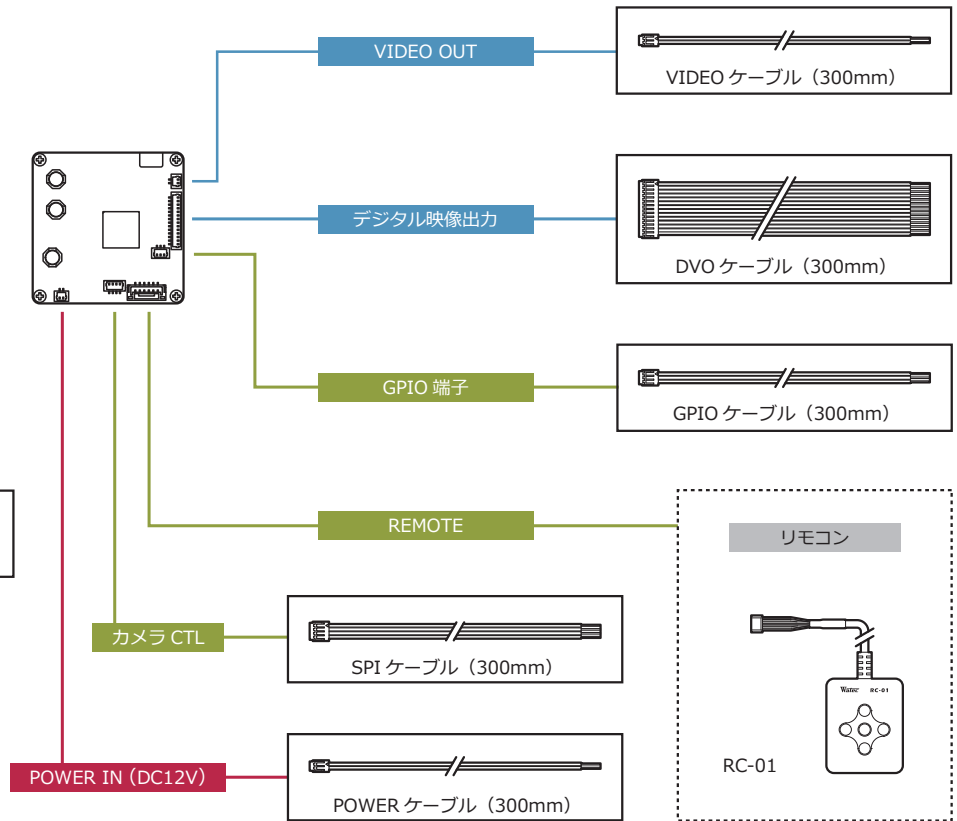 VIDEO OUT
VIDEO ケーブル（300mm）
デジタル映像出力
DVO ケーブル（300mm）
GPIO 端子
GPIO ケーブル（300mm）
REMOTE
リモコン
Watec RC-01
RC-01
カメラ CTL
SPI ケーブル（300mm）
POWER IN（DC12V）
POWER ケーブル（300mm）